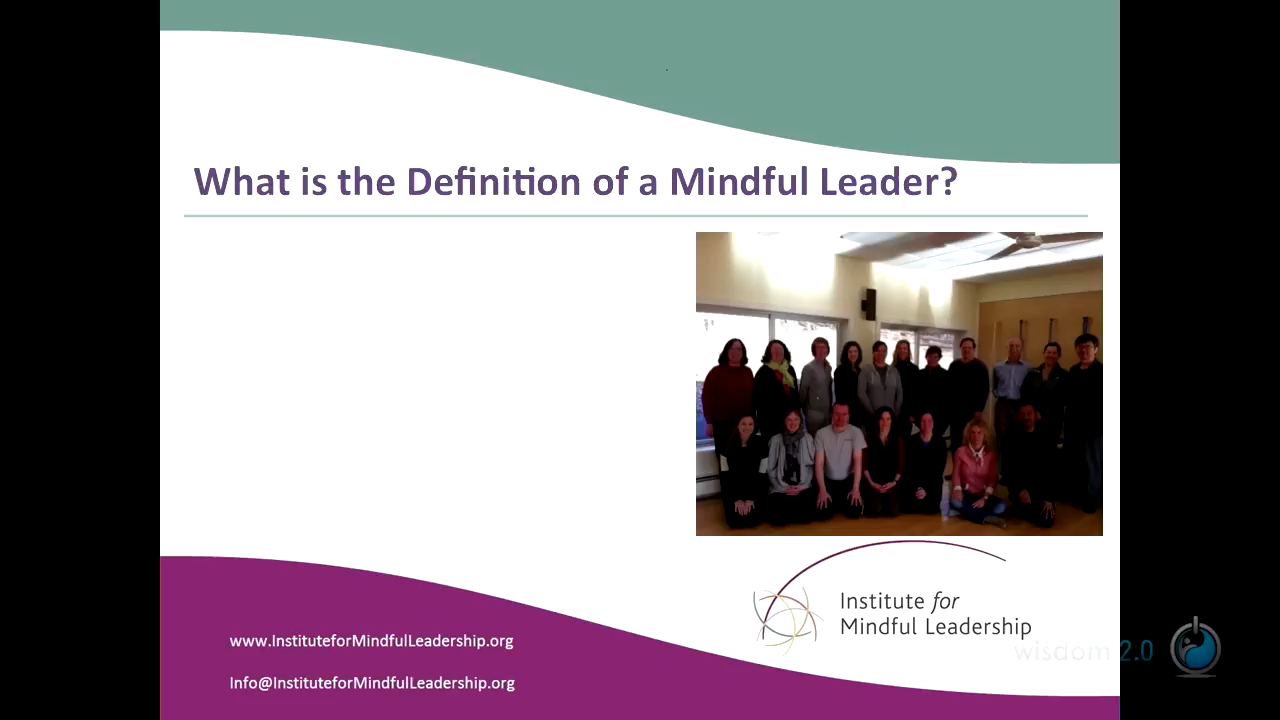 What is the Definition of a Mindful Leader?
Institute for
Mindful Leadership
www.InstituteforMindfulLeadership.org
wisdom 2.0
Info@InstituteforMindfulLeadership.org